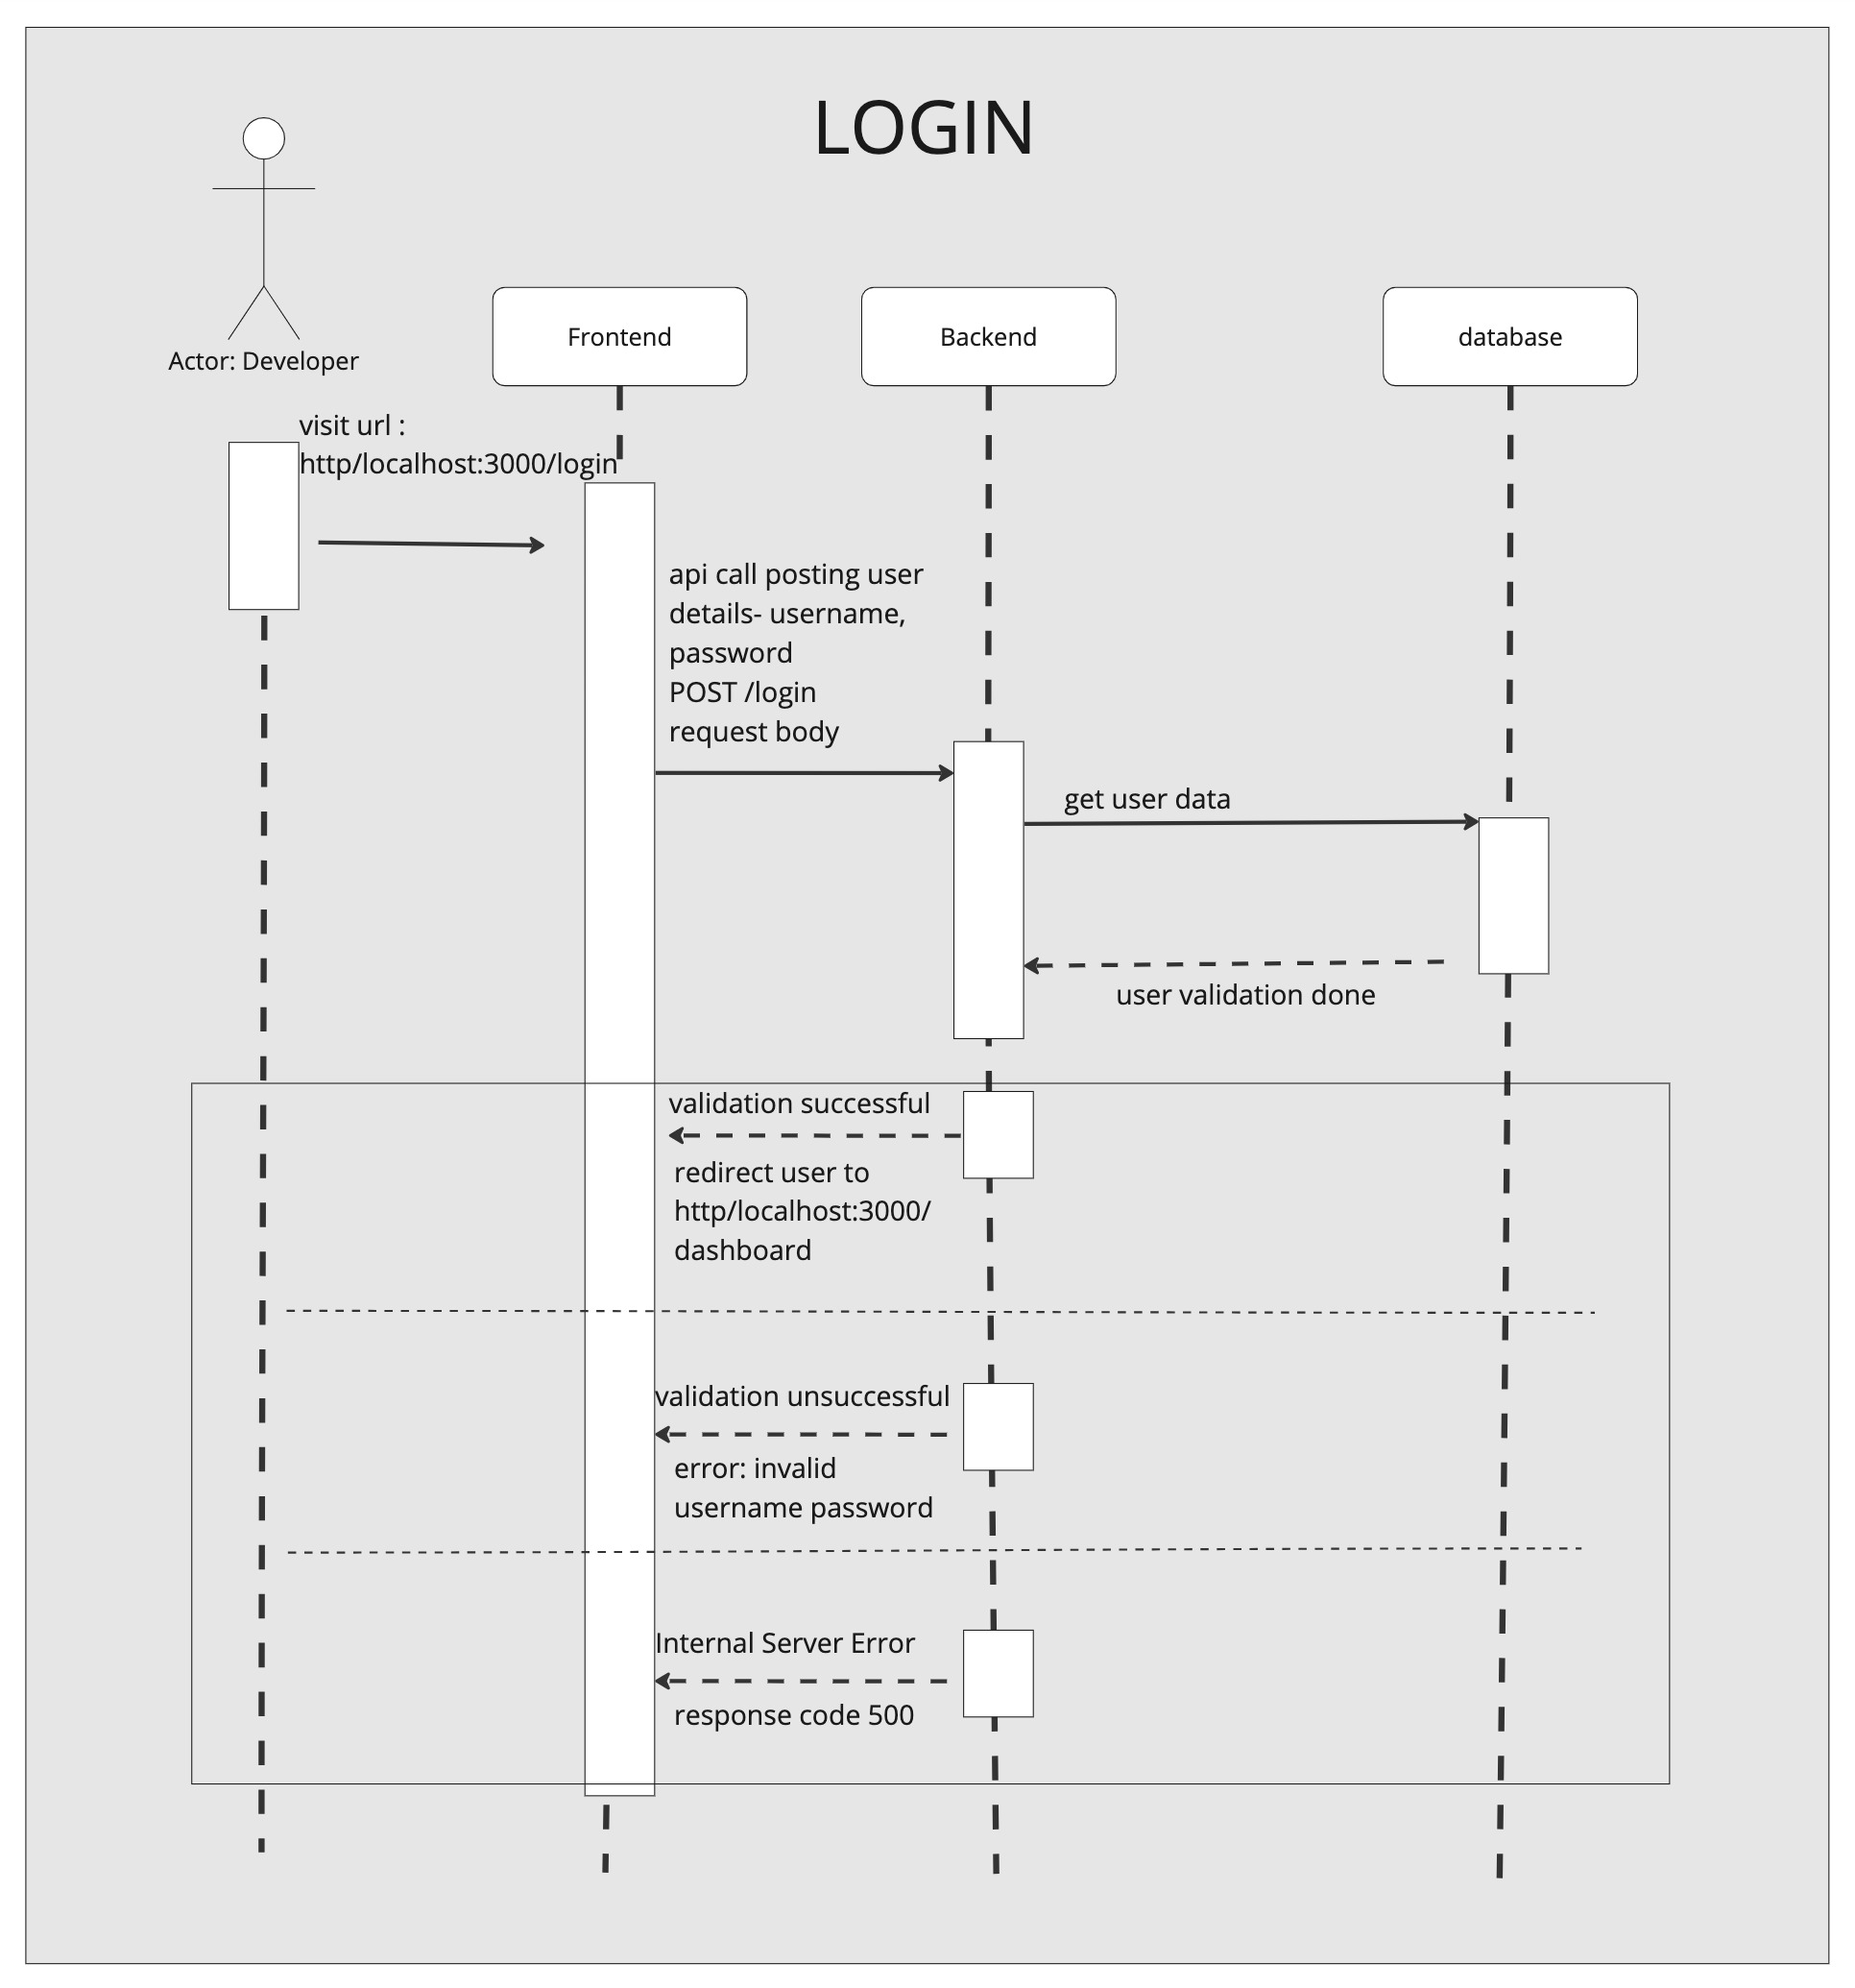 LOGIN
Actor: Developer
Frontend
Backend
database
visit url :
http/localhost:3000/login
api call posting user
details- username,
password
POST /login
request body
get user data
user validation done
validation successful
redirect user to
http/localhost:3000/
dashboard
validation unsuccessful
error: invalid
username password
Internal Server Error
response code 500